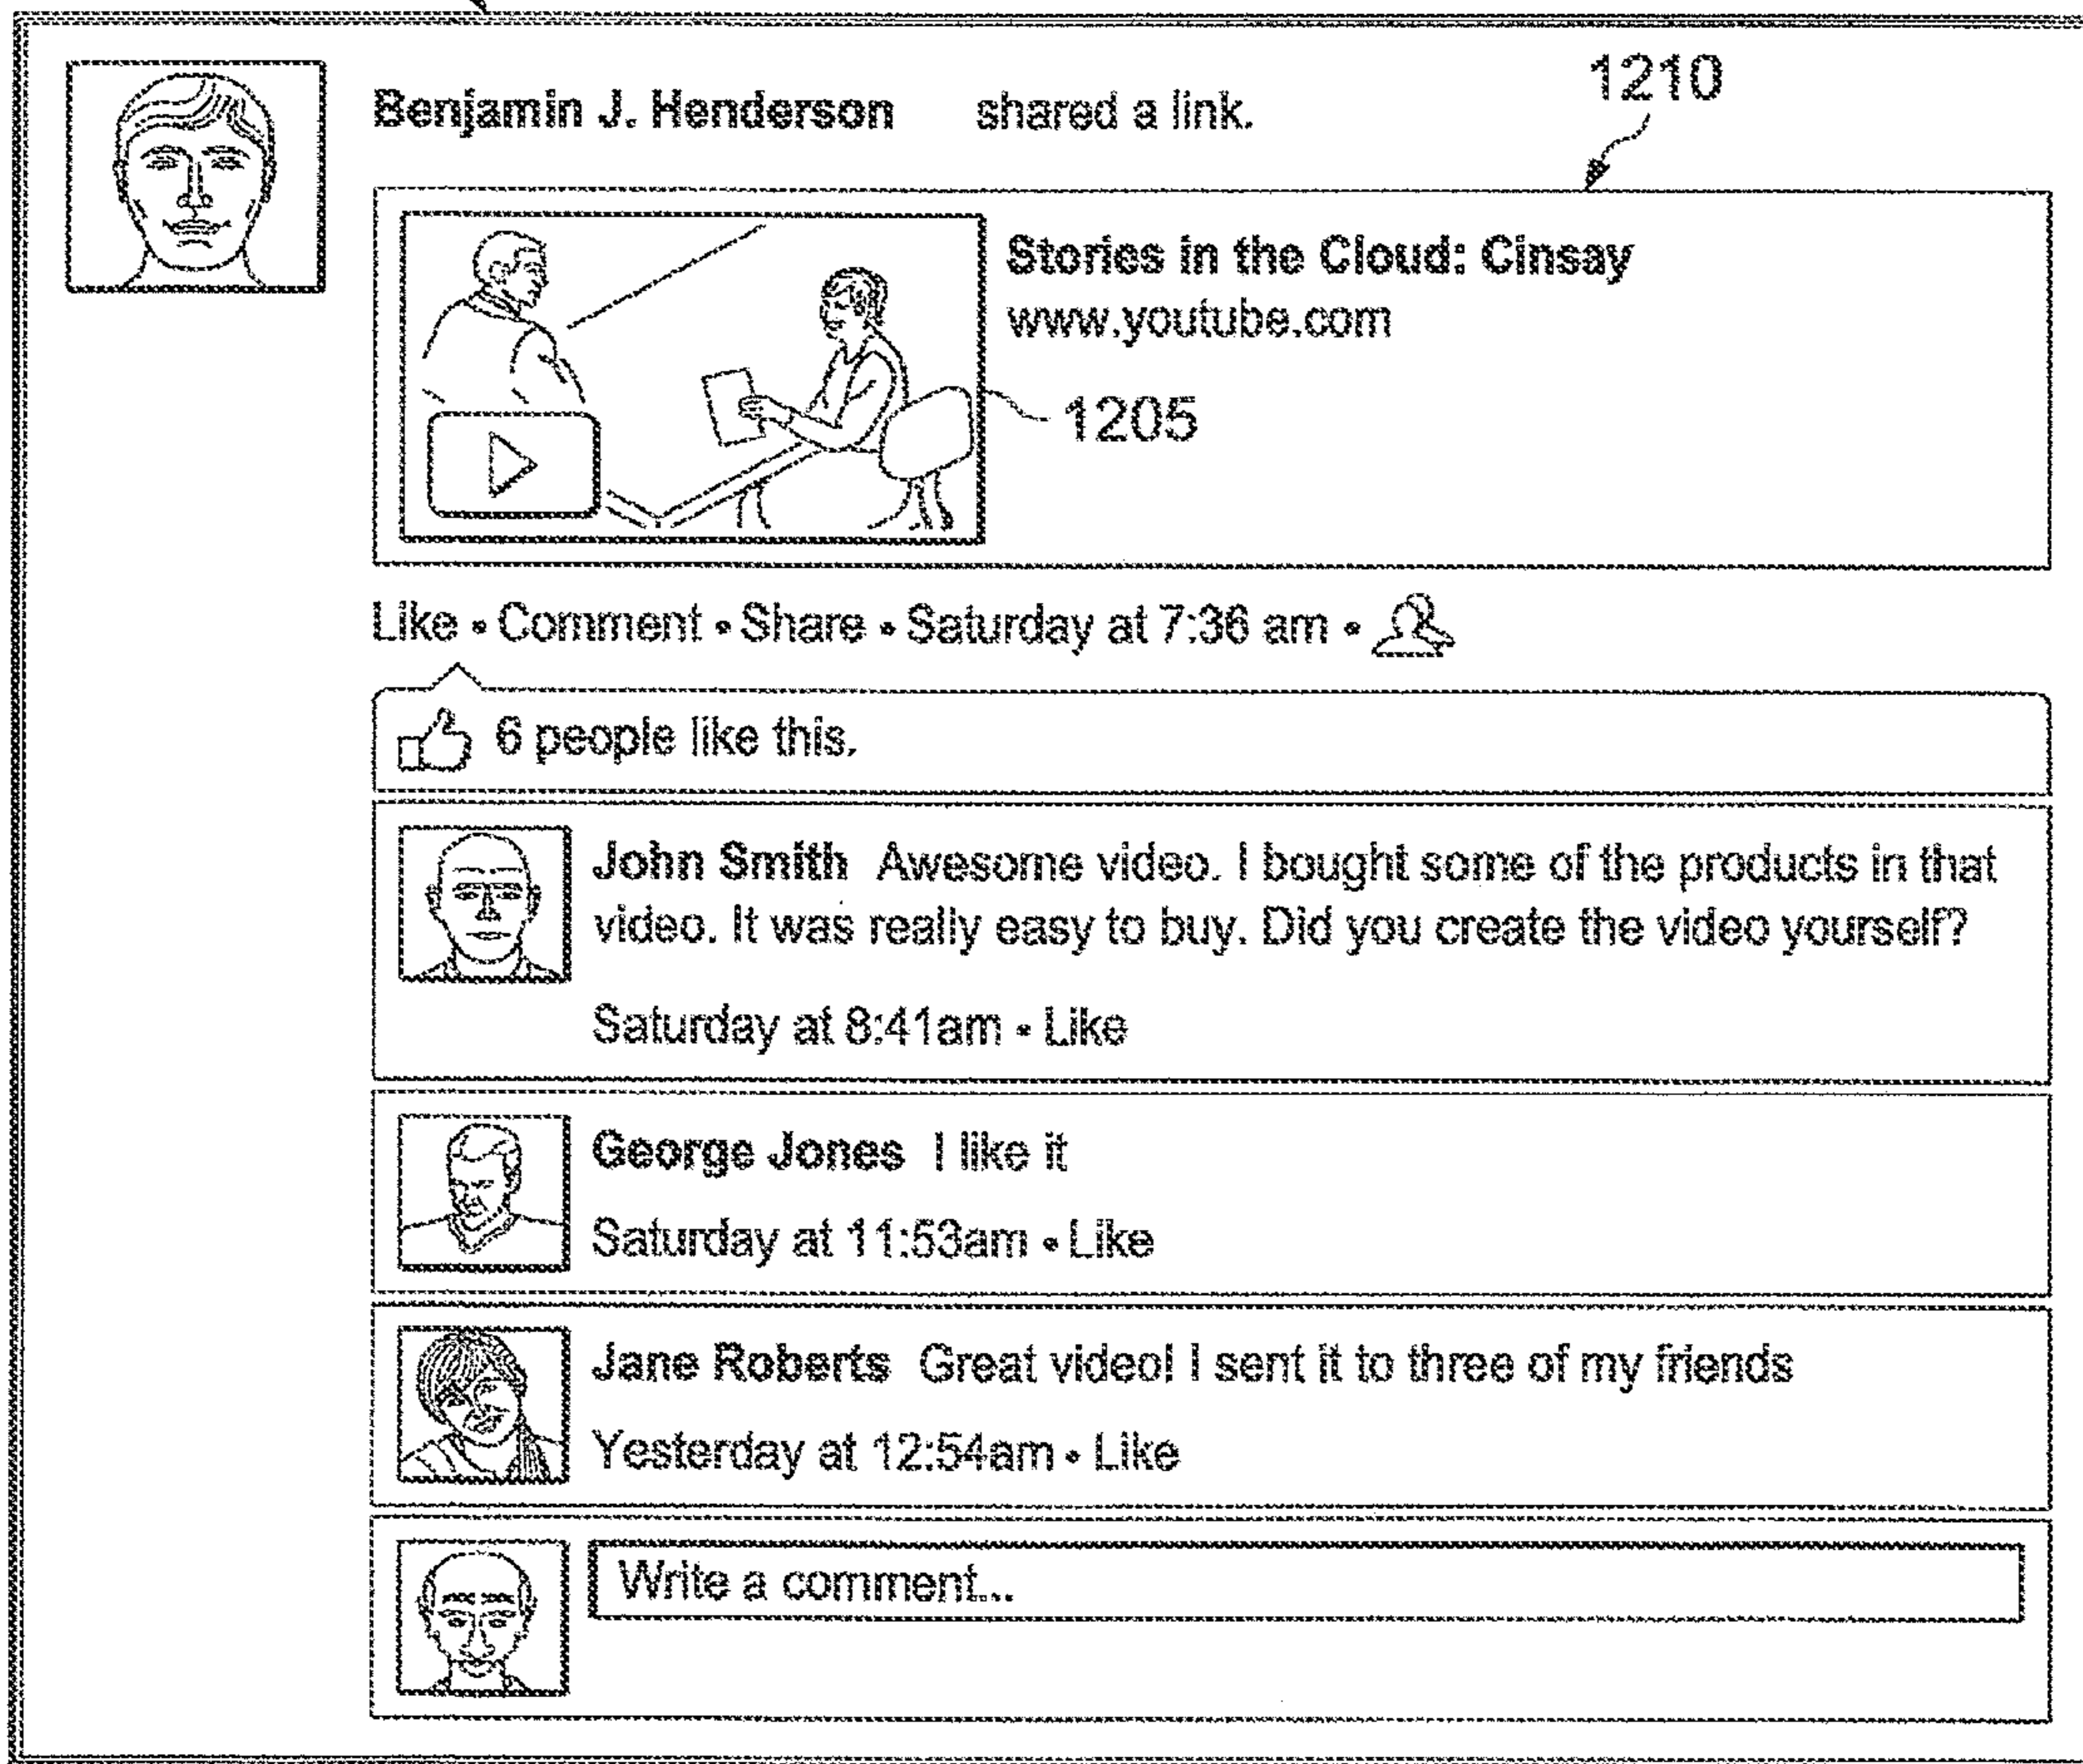 1210
Benjamin J. Henderson shared a link.
Stories in the Cloud: Cinsay
www.youtube.com
1205
Like • Comment • Share • Saturday at 7:36 am •
6 people like this.
John Smith Awesome video. I bought some of the products in that
video. It was really easy to buy. Did you create the video yourself?
Saturday at 8:41am • Like
George Jones I like it
Saturday at 11:53am • Like
Jane Roberts Great video! I sent it to three of my friends
Yesterday at 12:54am • Like
Write a comment...